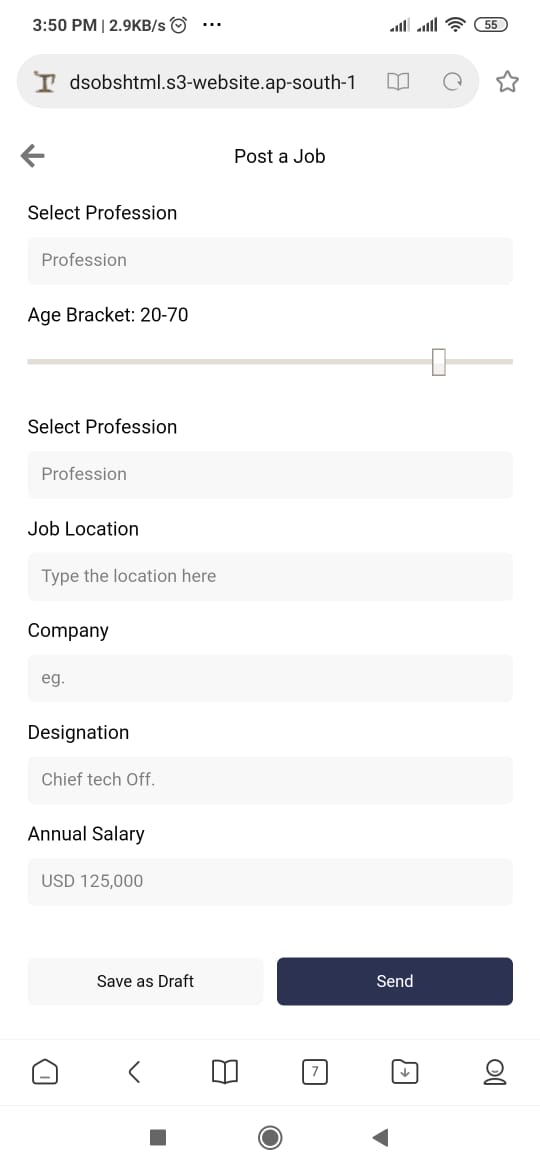 3:50 PM | 2.9KB/s ...
55
dsobshtml.s3-website.ap-south-1
Post a Job
Select Profession
Profession
Age Bracket: 20-70
Select Profession
Profession
Job Location
Type the location here
Company
eg.
Designation
Chief tech Off.
Annual Salary
USD 125,000
Save as Draft
Send
7